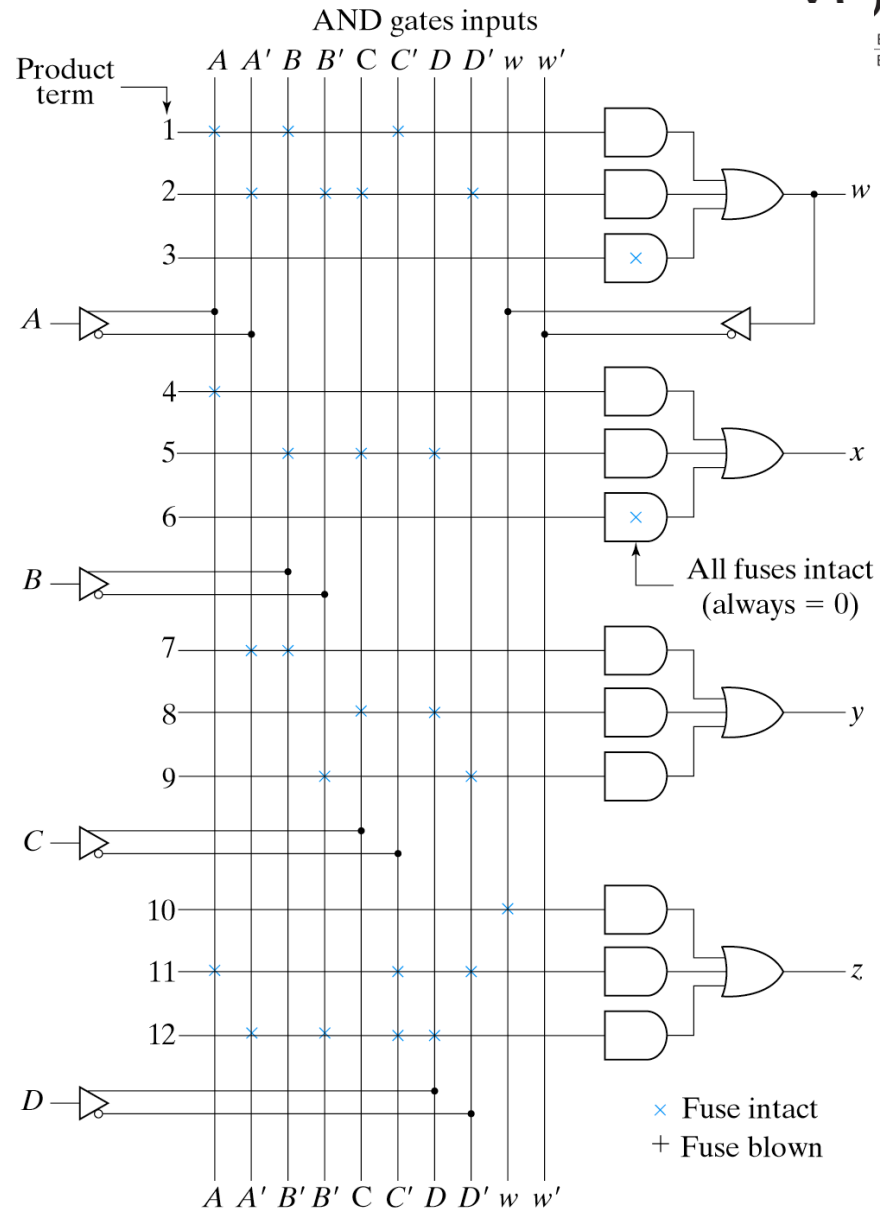 AND gates inputs
A A′ B B′ C C′ D D′ w w′
Product
term
1
2
w
3
A
4
5
x
6
B
All fuses intact
(always = 0)
7
8
y
9
C
10
11
z
12
D
× Fuse intact
+ Fuse blown
A A′ B′ B′ C C′ D D′ w w′